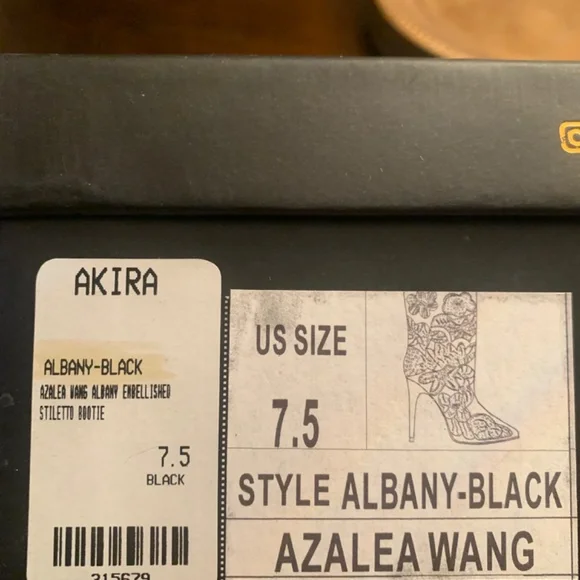 AKIRA
ALBANY-BLACK
AZALEA WANG ALBANY EMBELLISHED
STILETTO BOOTIE
7.5
BLACK
215679
US SIZE
7.5
STYLE ALBANY-BLACK
AZALEA WANG